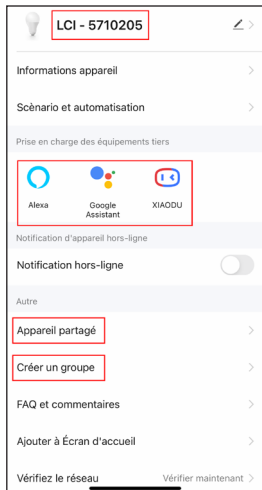 LCI - 5710205
Informations appareil
Scènario et automatisation
Prise en charge des équipements tiers
Alexa
Google Assistant
XIAODU
Notification d'appareil hors-ligne
Notification hors-ligne
Autre
Appareil partagé
Créer un groupe
FAQ et commentaires
Ajouter à Écran d'accueil
Vérifiez le réseau Vérifier maintenant